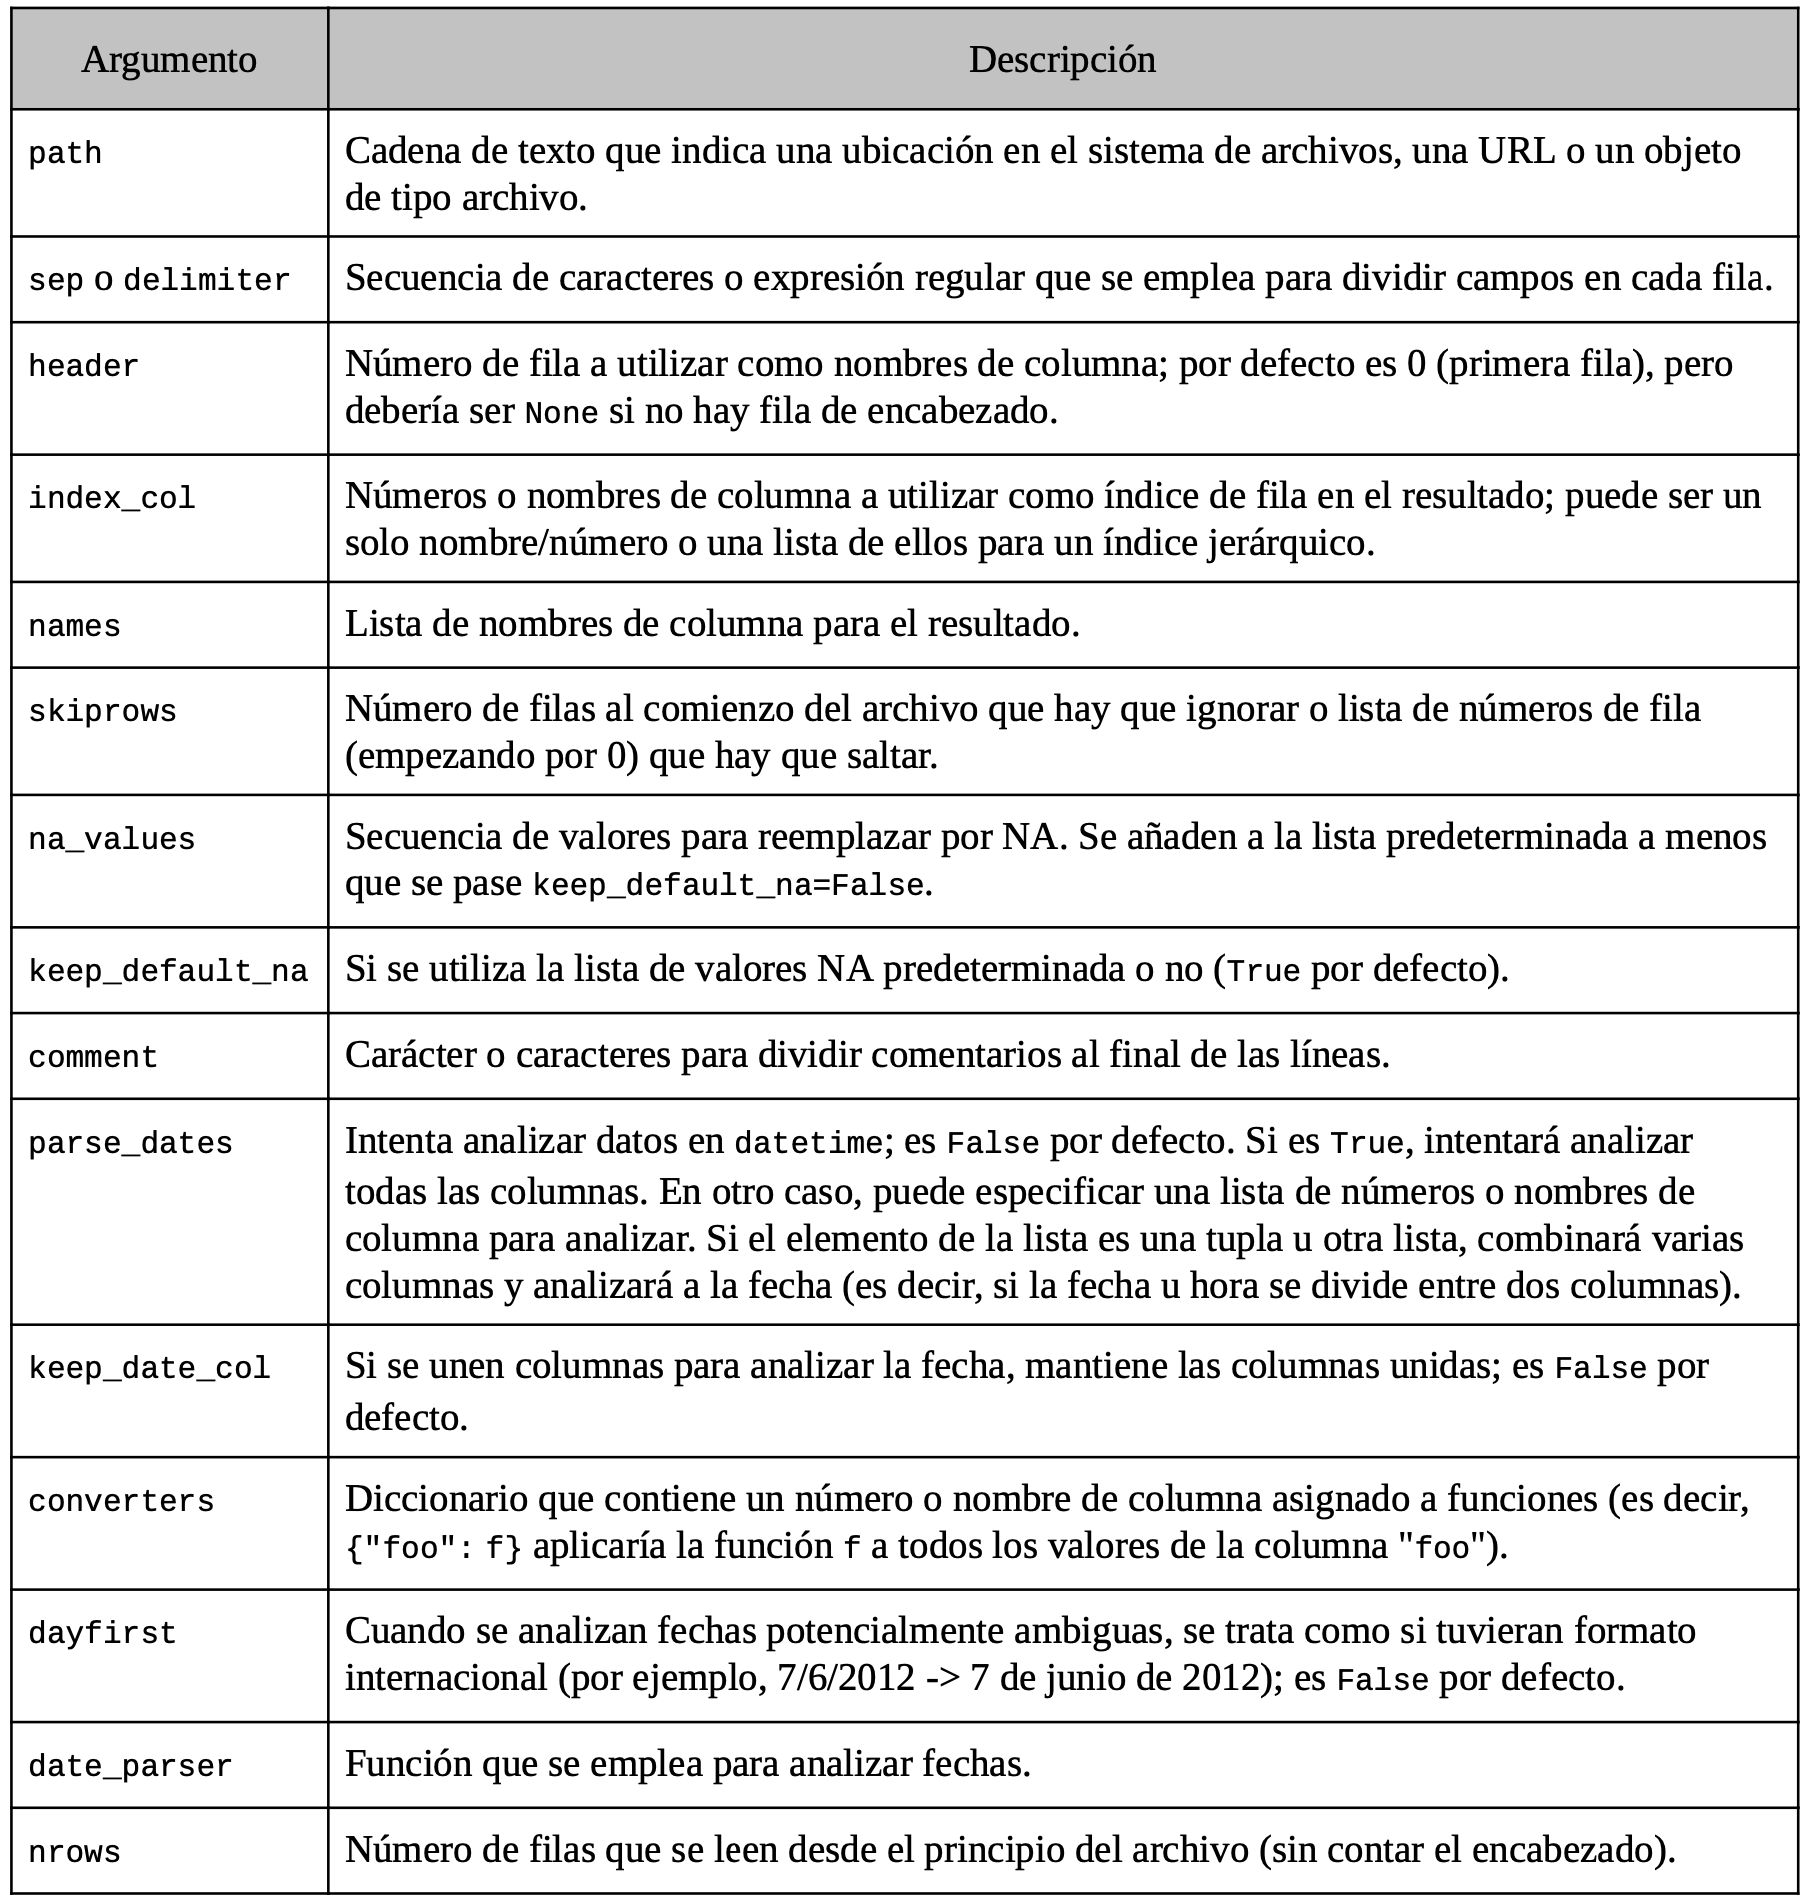 Argumento Descripción
path Cadena de texto que indica una ubicación en el sistema de archivos, una URL o un objeto
de tipo archivo.
sep o delimiter Secuencia de caracteres o expresión regular que se emplea para dividir campos en cada fila.
header Número de fila a utilizar como nombres de columna; por defecto es 0 (primera fila), pero
debería ser None si no hay fila de encabezado.
index_col Números o nombres de columna a utilizar como índice de fila en el resultado; puede ser un
solo nombre/número o una lista de ellos para un índice jerárquico.
names Lista de nombres de columna para el resultado.
skiprows Número de filas al comienzo del archivo que hay que ignorar o lista de números de fila
(empezando por 0) que hay que saltar.
na_values Secuencia de valores para reemplazar por NA. Se añaden a la lista predeterminada a menos
que se pase keep_default_na=False.
keep_default_na Si se utiliza la lista de valores NA predeterminada o no (True por defecto).
comment Carácter o caracteres para dividir comentarios al final de las líneas.
parse_dates Intenta analizar datos en datetime; es False por defecto. Si es True, intentará analizar
todas las columnas. En otro caso, puede especificar una lista de números o nombres de
columna para analizar. Si el elemento de la lista es una tupla u otra lista, combinará varias
columnas y analizará a la fecha (es decir, si la fecha u hora se divide entre dos columnas).
keep_date_col Si se unen columnas para analizar la fecha, mantiene las columnas unidas; es False por
defecto.
converters Diccionario que contiene un número o nombre de columna asignado a funciones (es decir,
{"foo": f} aplicaría la función f a todos los valores de la columna "foo").
dayfirst Cuando se analizan fechas potencialmente ambiguas, se trata como si tuvieran formato
internacional (por ejemplo, 7/6/2012 -> 7 de junio de 2012); es False por defecto.
date_parser Función que se emplea para analizar fechas.
nrows Número de filas que se leen desde el principio del archivo (sin contar el encabezado).